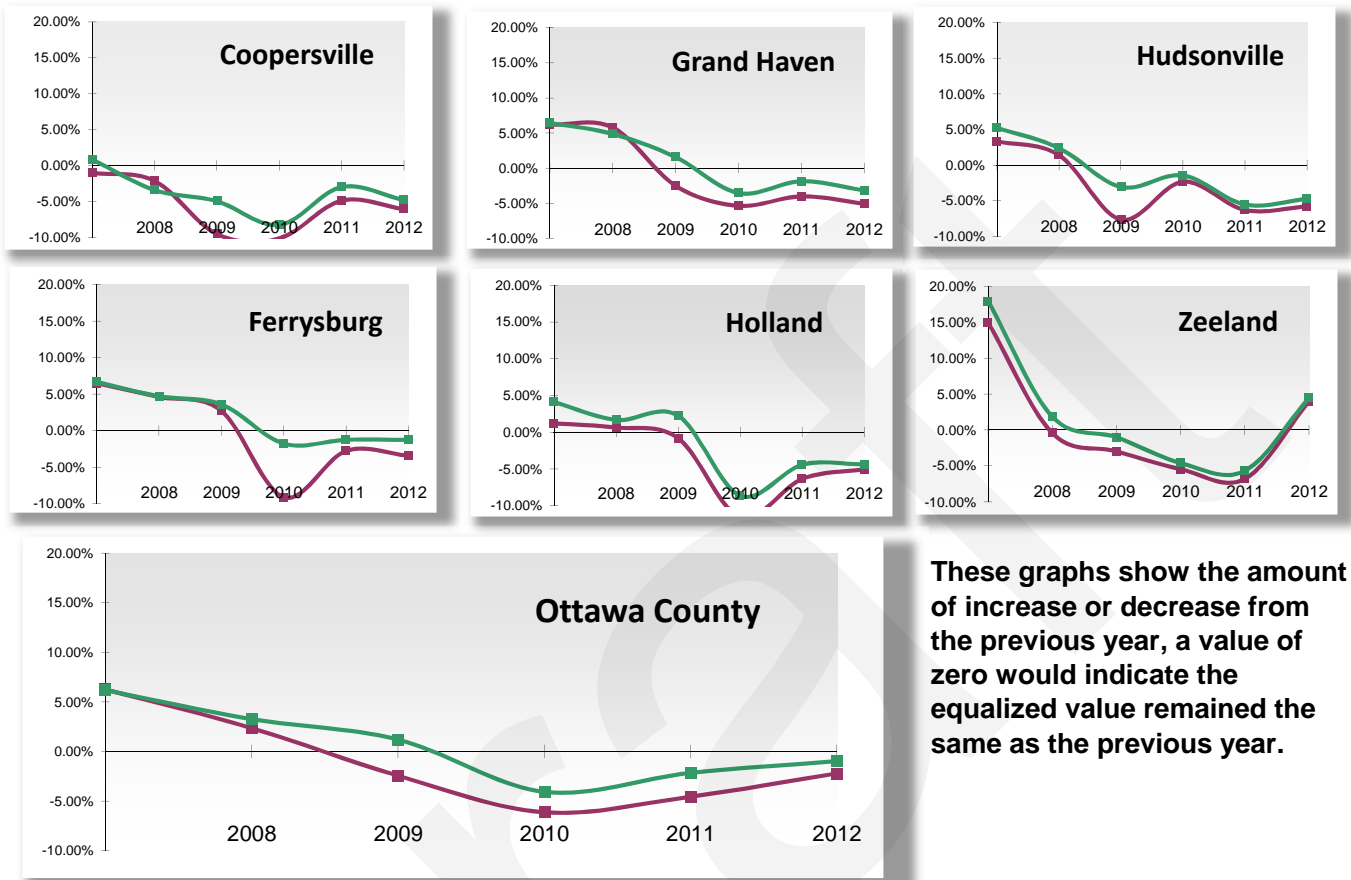 Coopersville
20.00%
15.00%
10.00%
5.00%
0.00%
-5.00%
-10.00%
2008 2009 2010 2011 2012
Grand Haven
20.00%
15.00%
10.00%
5.00%
0.00%
-5.00%
-10.00%
2008 2009 2010 2011 2012
Hudsonville
20.00%
15.00%
10.00%
5.00%
0.00%
-5.00%
-10.00%
2008 2009 2010 2011 2012
Ferrysburg
20.00%
15.00%
10.00%
5.00%
0.00%
-5.00%
-10.00%
2008 2009 2010 2011 2012
Holland
20.00%
15.00%
10.00%
5.00%
0.00%
-5.00%
-10.00%
2008 2009 2010 2011 2012
Zeeland
20.00%
15.00%
10.00%
5.00%
0.00%
-5.00%
-10.00%
2008 2009 2010 2011 2012
Ottawa County
20.00%
15.00%
10.00%
5.00%
0.00%
-5.00%
-10.00%
2008 2009 2010 2011 2012
These graphs show the amount
of increase or decrease from
the previous year, a value of
zero would indicate the
equalized value remained the
same as the previous year.